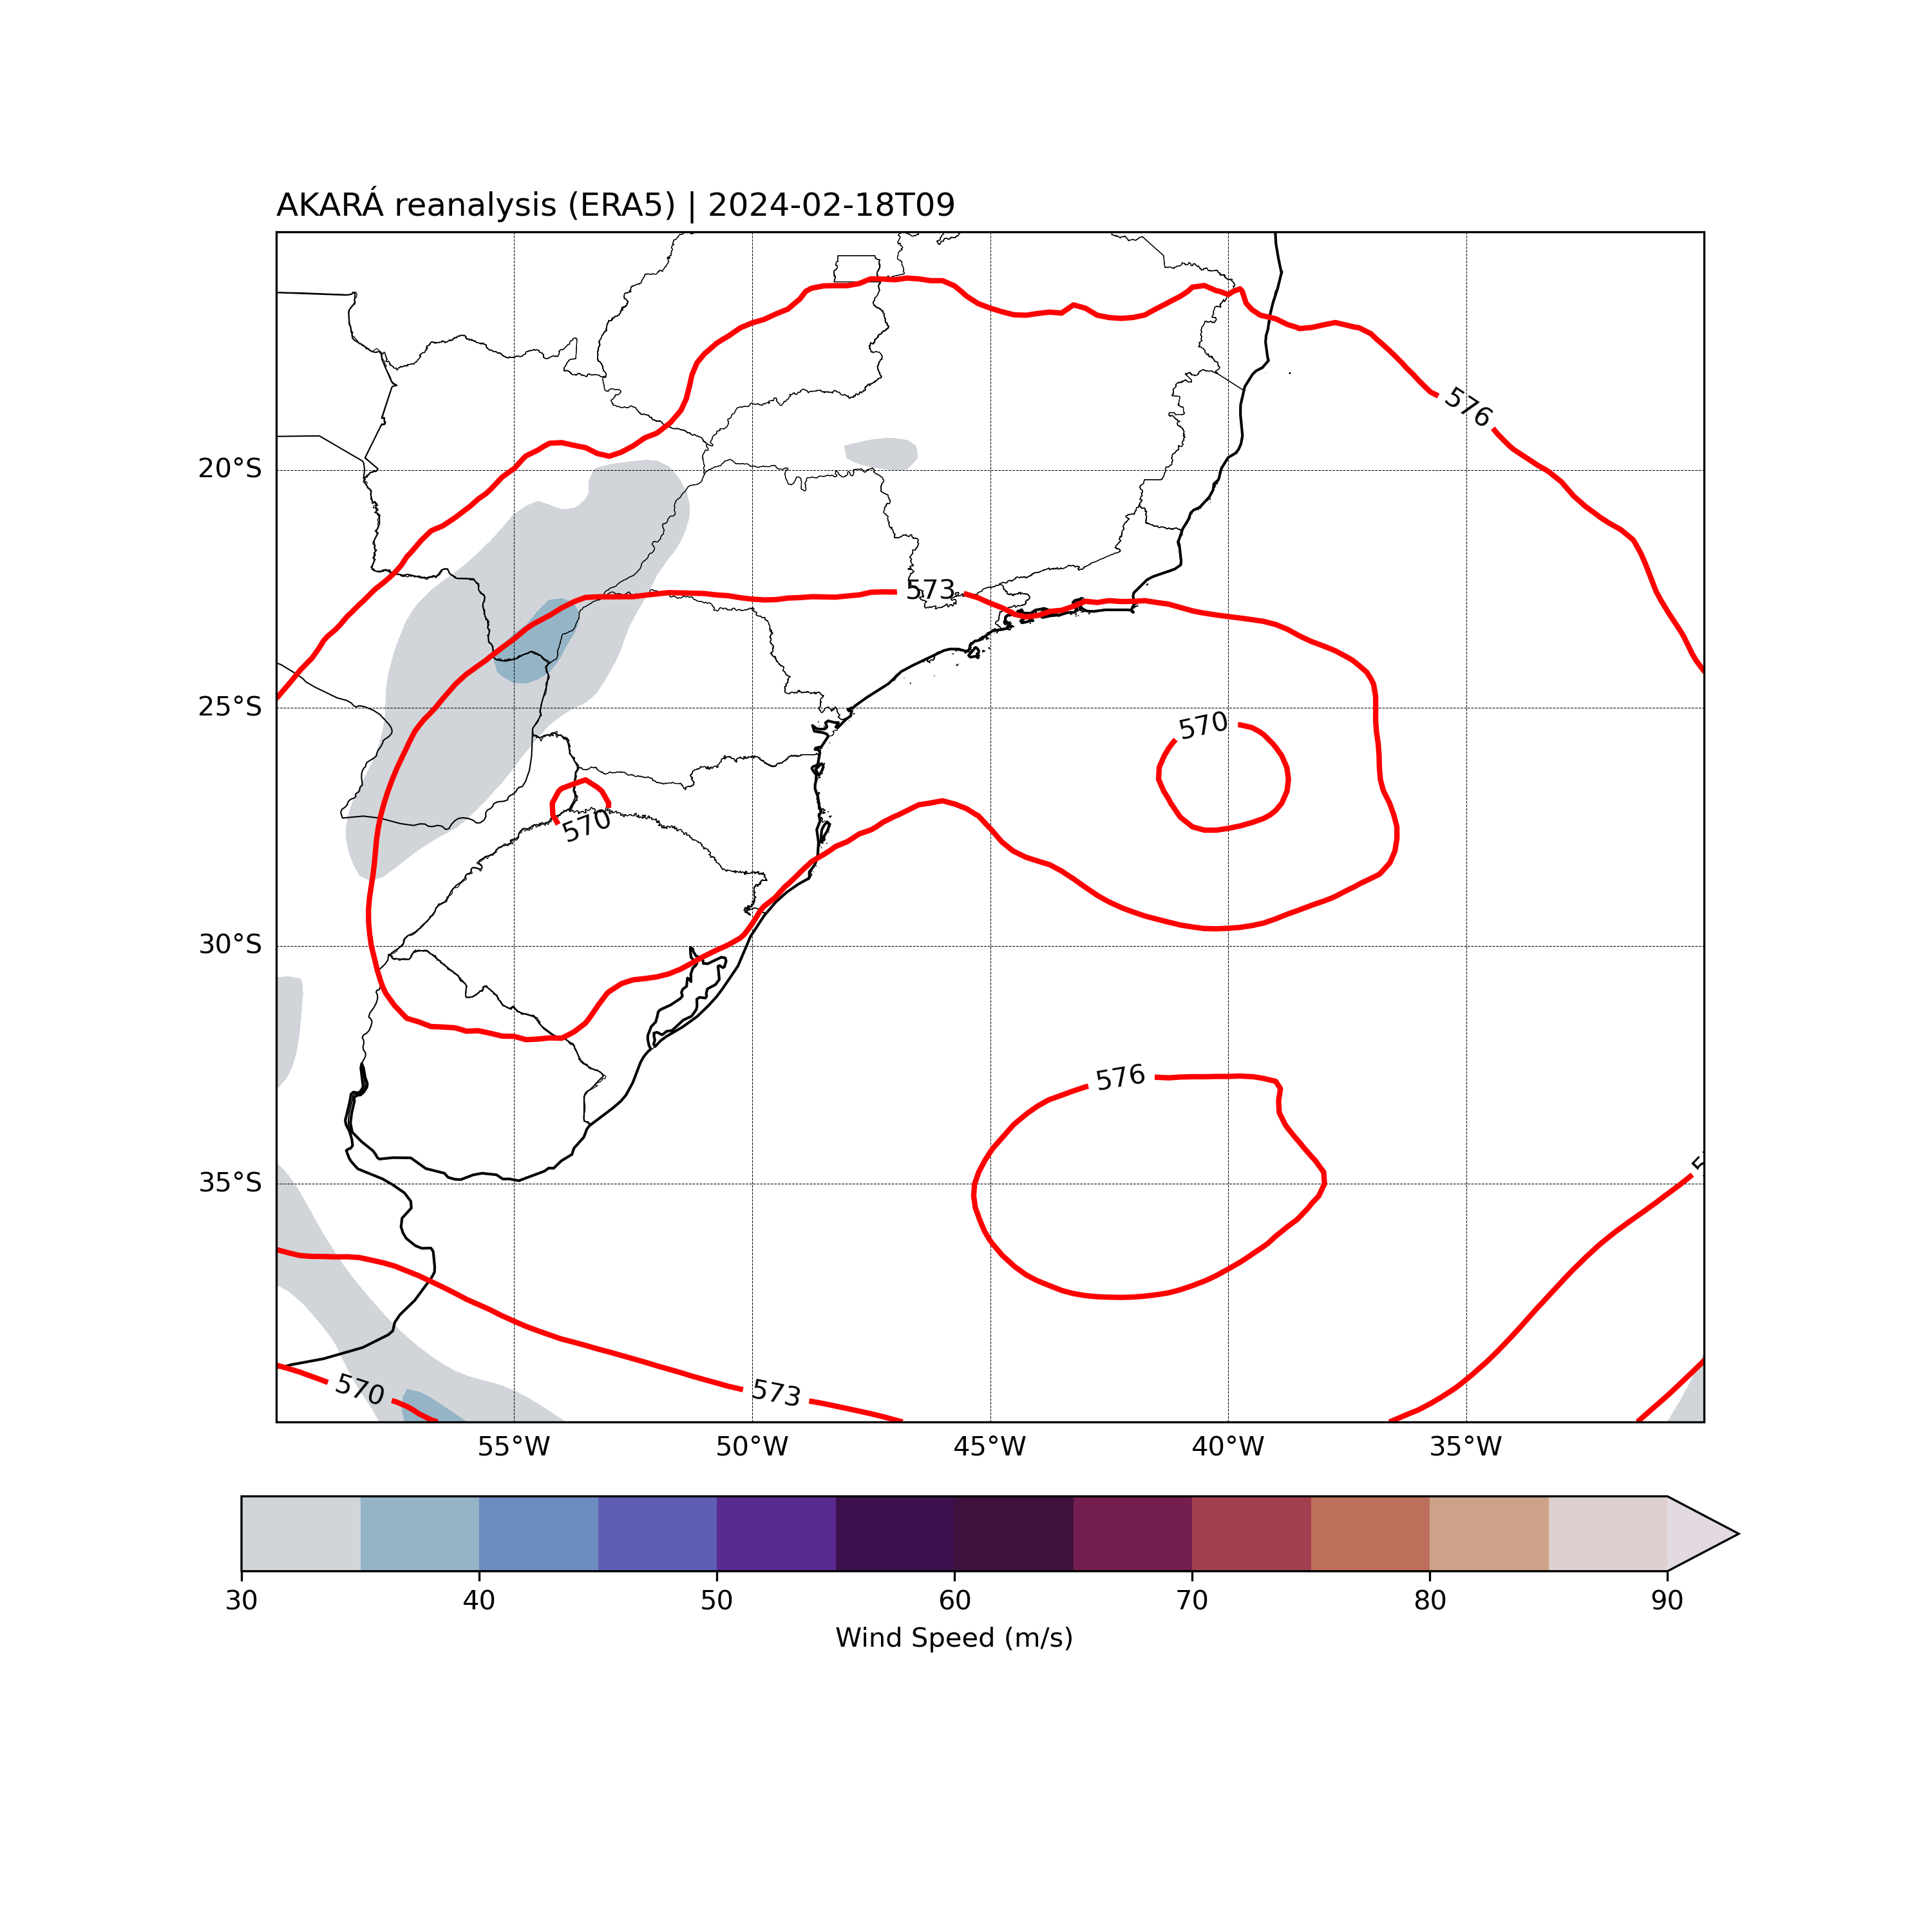 AKARÁ reanalysis (ERA5) | 2024-02-18T09
576
20°S
573
25°S
570
570
30°S
576
35°S
570
573
55°W 50°W 45°W 40°W 35°W
30 40 50 60 70 80 90
Wind Speed (m/s)